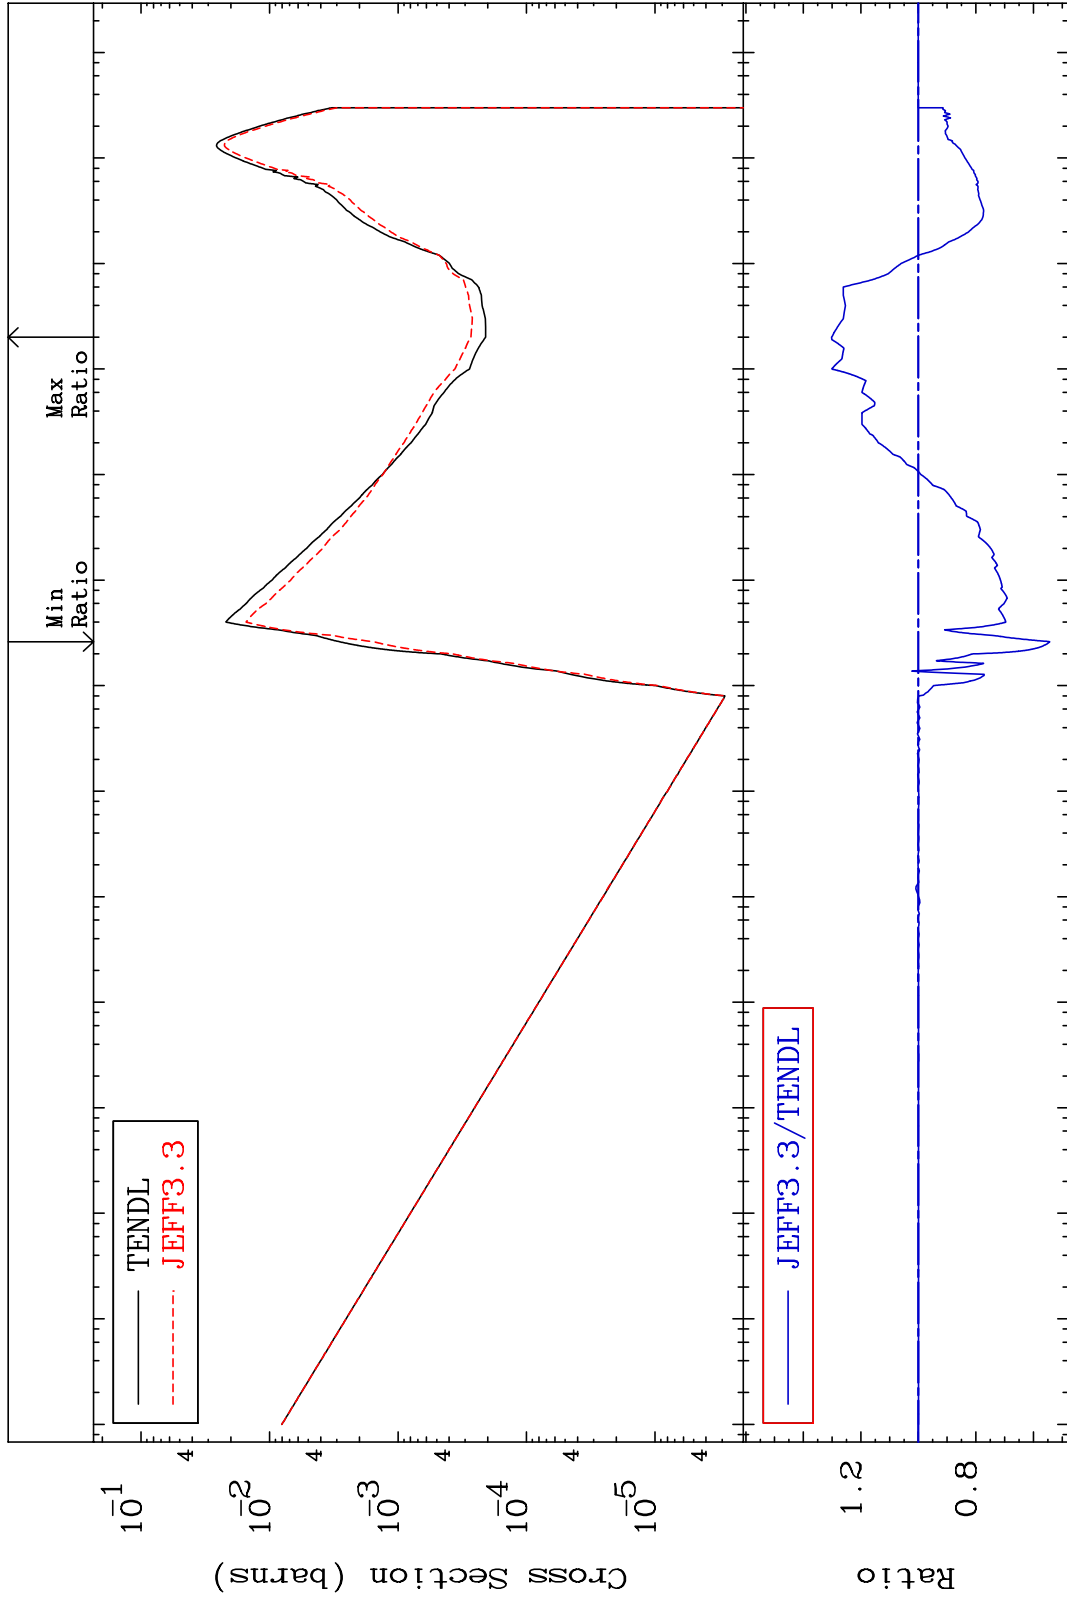 Min
Ratio
Max
Ratio
TENDL
JEFF3.3
10-1
4
10-2
4
10-3
4
10-4
4
10-5
4
Cross Section (barns)
JEFF3.3/TENDL
1.2
0.8
Ratio